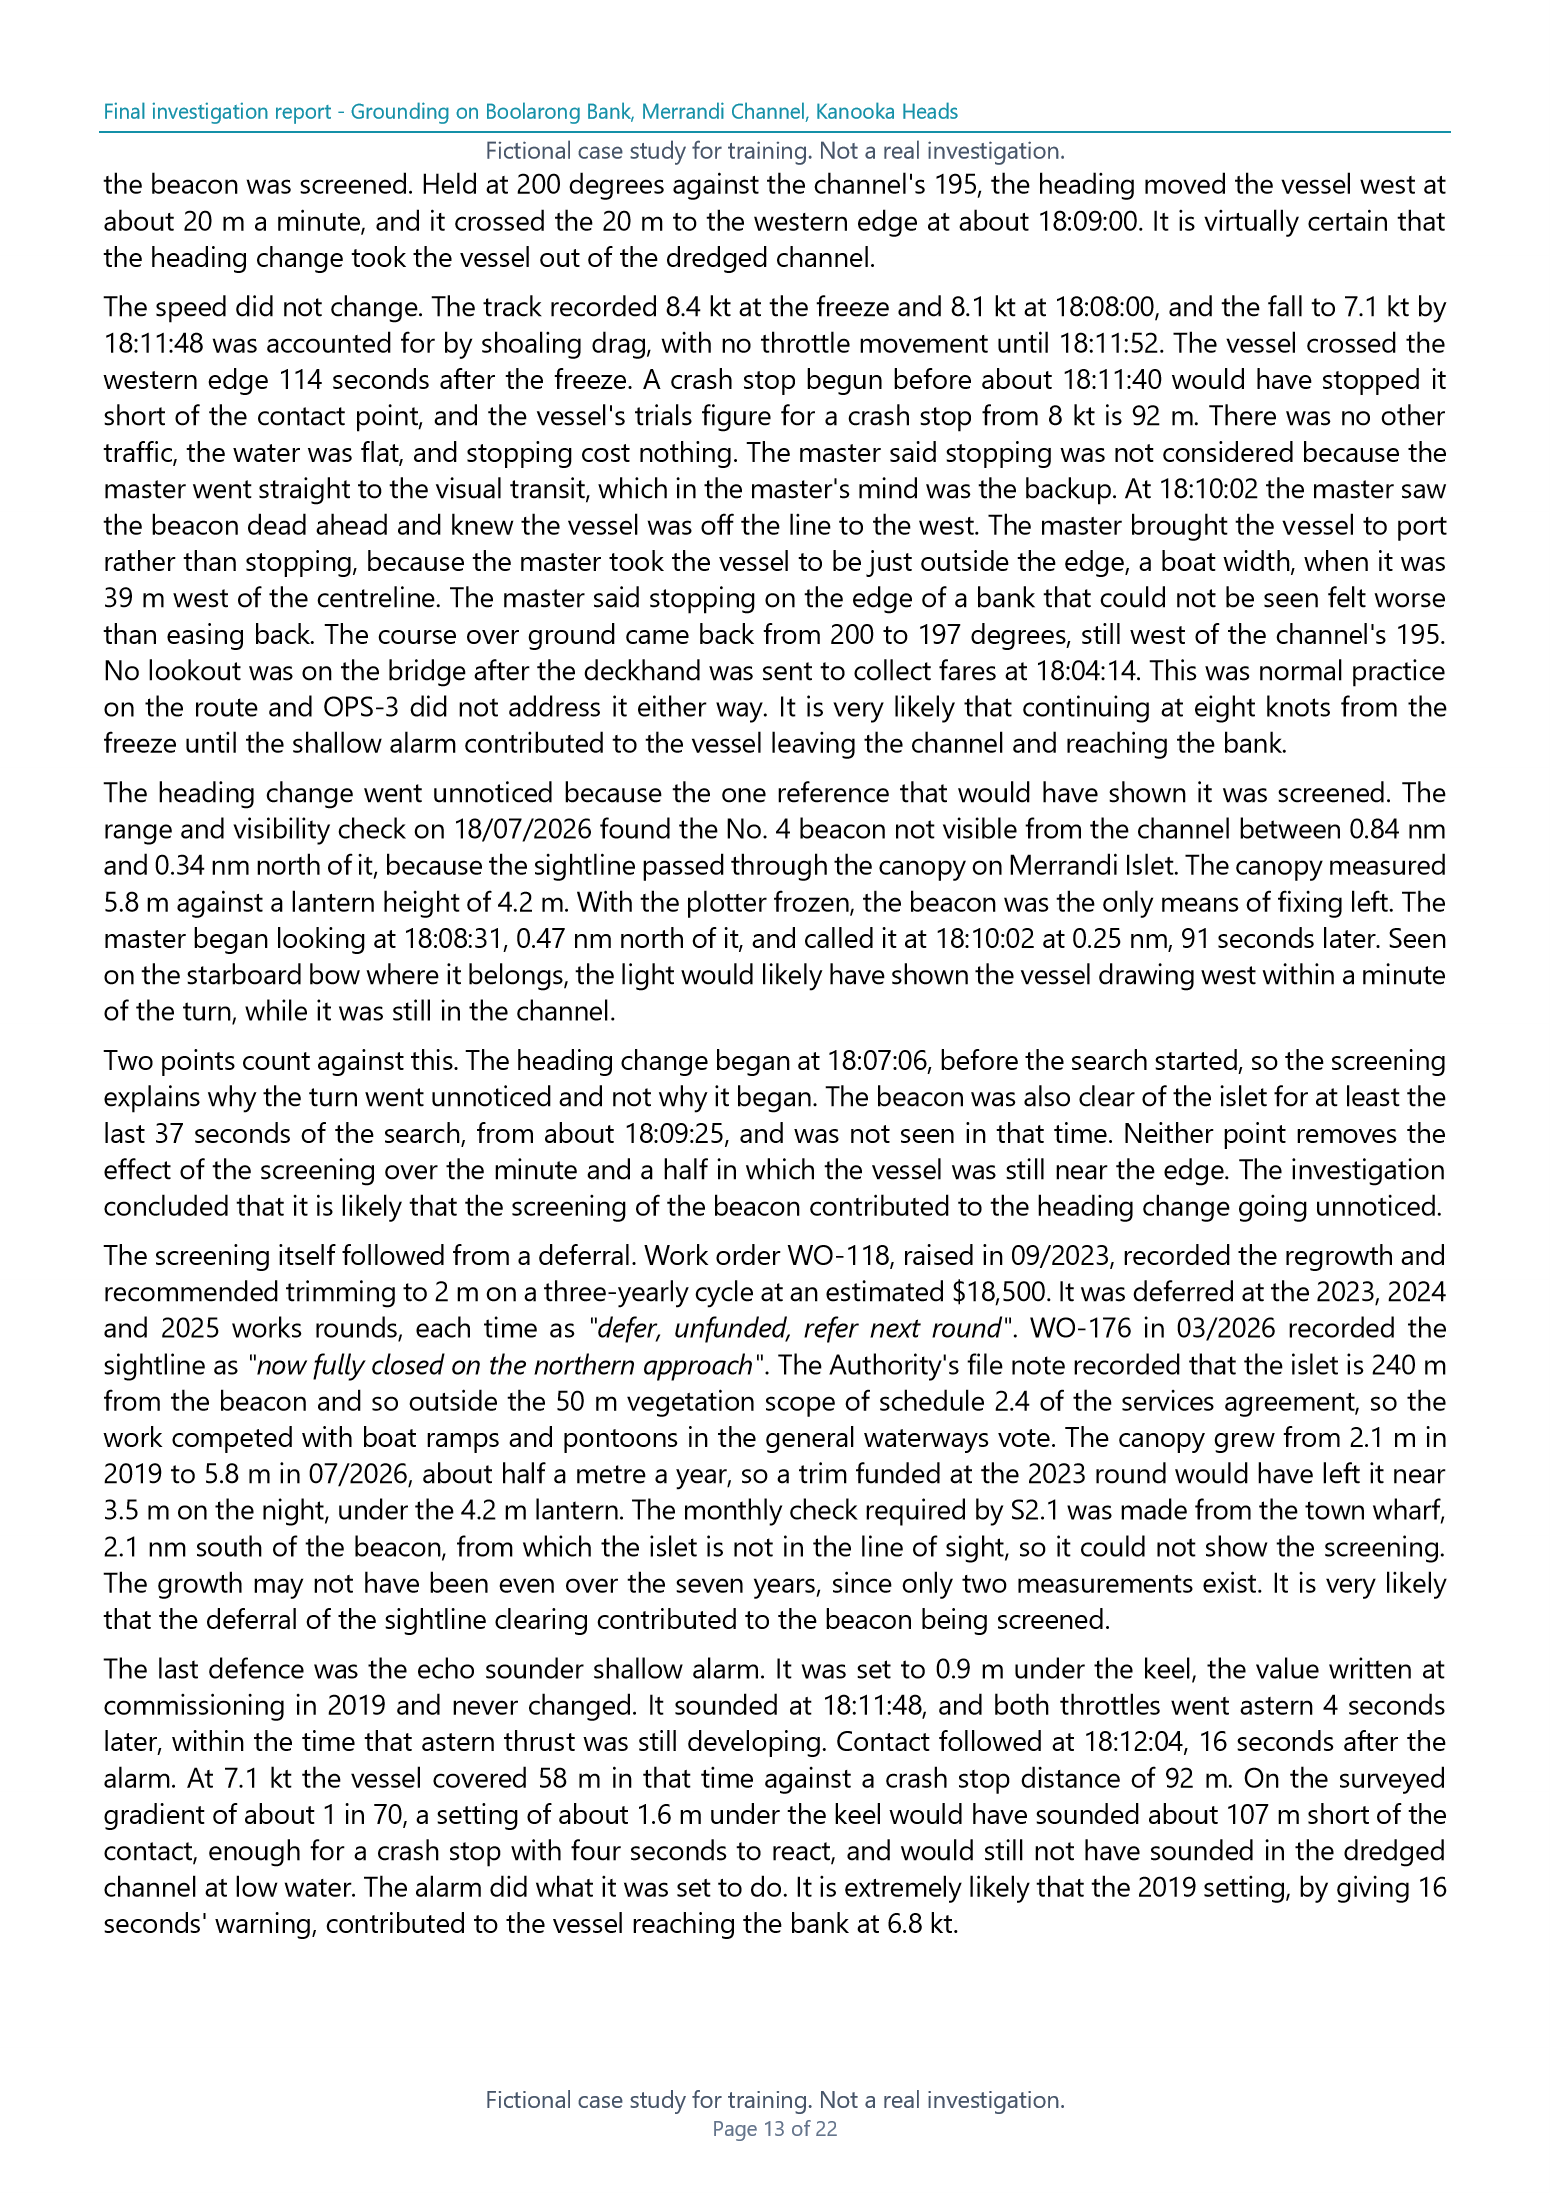 Final investigation report - Grounding on Boolarong Bank, Merrandi Channel, Kanooka Heads
Fictional case study for training. Not a real investigation.
the beacon was screened. Held at 200 degrees against the channel's 195, the heading moved the vessel west at
about 20 m a minute, and it crossed the 20 m to the western edge at about 18:09:00. It is virtually certain that
the heading change took the vessel out of the dredged channel.
The speed did not change. The track recorded 8.4 kt at the freeze and 8.1 kt at 18:08:00, and the fall to 7.1 kt by
18:11:48 was accounted for by shoaling drag, with no throttle movement until 18:11:52. The vessel crossed the
western edge 114 seconds after the freeze. A crash stop begun before about 18:11:40 would have stopped it
short of the contact point, and the vessel's trials figure for a crash stop from 8 kt is 92 m. There was no other
traffic, the water was flat, and stopping cost nothing. The master said stopping was not considered because the
master went straight to the visual transit, which in the master's mind was the backup. At 18:10:02 the master saw
the beacon dead ahead and knew the vessel was off the line to the west. The master brought the vessel to port
rather than stopping, because the master took the vessel to be just outside the edge, a boat width, when it was
39 m west of the centreline. The master said stopping on the edge of a bank that could not be seen felt worse
than easing back. The course over ground came back from 200 to 197 degrees, still west of the channel's 195.
No lookout was on the bridge after the deckhand was sent to collect fares at 18:04:14. This was normal practice
on the route and OPS-3 did not address it either way. It is very likely that continuing at eight knots from the
freeze until the shallow alarm contributed to the vessel leaving the channel and reaching the bank.
The heading change went unnoticed because the one reference that would have shown it was screened. The
range and visibility check on 18/07/2026 found the No. 4 beacon not visible from the channel between 0.84 nm
and 0.34 nm north of it, because the sightline passed through the canopy on Merrandi Islet. The canopy measured
5.8 m against a lantern height of 4.2 m. With the plotter frozen, the beacon was the only means of fixing left. The
master began looking at 18:08:31, 0.47 nm north of it, and called it at 18:10:02 at 0.25 nm, 91 seconds later. Seen
on the starboard bow where it belongs, the light would likely have shown the vessel drawing west within a minute
of the turn, while it was still in the channel.
Two points count against this. The heading change began at 18:07:06, before the search started, so the screening
explains why the turn went unnoticed and not why it began. The beacon was also clear of the islet for at least the
last 37 seconds of the search, from about 18:09:25, and was not seen in that time. Neither point removes the
effect of the screening over the minute and a half in which the vessel was still near the edge. The investigation
concluded that it is likely that the screening of the beacon contributed to the heading change going unnoticed.
The screening itself followed from a deferral. Work order WO-118, raised in 09/2023, recorded the regrowth and
recommended trimming to 2 m on a three-yearly cycle at an estimated $18,500. It was deferred at the 2023, 2024
and 2025 works rounds, each time as "defer, unfunded, refer next round". WO-176 in 03/2026 recorded the
sightline as "now fully closed on the northern approach". The Authority's file note recorded that the islet is 240 m
from the beacon and so outside the 50 m vegetation scope of schedule 2.4 of the services agreement, so the
work competed with boat ramps and pontoons in the general waterways vote. The canopy grew from 2.1 m in
2019 to 5.8 m in 07/2026, about half a metre a year, so a trim funded at the 2023 round would have left it near
3.5 m on the night, under the 4.2 m lantern. The monthly check required by S2.1 was made from the town wharf,
2.1 nm south of the beacon, from which the islet is not in the line of sight, so it could not show the screening.
The growth may not have been even over the seven years, since only two measurements exist. It is very likely
that the deferral of the sightline clearing contributed to the beacon being screened.
The last defence was the echo sounder shallow alarm. It was set to 0.9 m under the keel, the value written at
commissioning in 2019 and never changed. It sounded at 18:11:48, and both throttles went astern 4 seconds
later, within the time that astern thrust was still developing. Contact followed at 18:12:04, 16 seconds after the
alarm. At 7.1 kt the vessel covered 58 m in that time against a crash stop distance of 92 m. On the surveyed
gradient of about 1 in 70, a setting of about 1.6 m under the keel would have sounded about 107 m short of the
contact, enough for a crash stop with four seconds to react, and would still not have sounded in the dredged
channel at low water. The alarm did what it was set to do. It is extremely likely that the 2019 setting, by giving 16
seconds' warning, contributed to the vessel reaching the bank at 6.8 kt.
Fictional case study for training. Not a real investigation.
Page 13 of 22